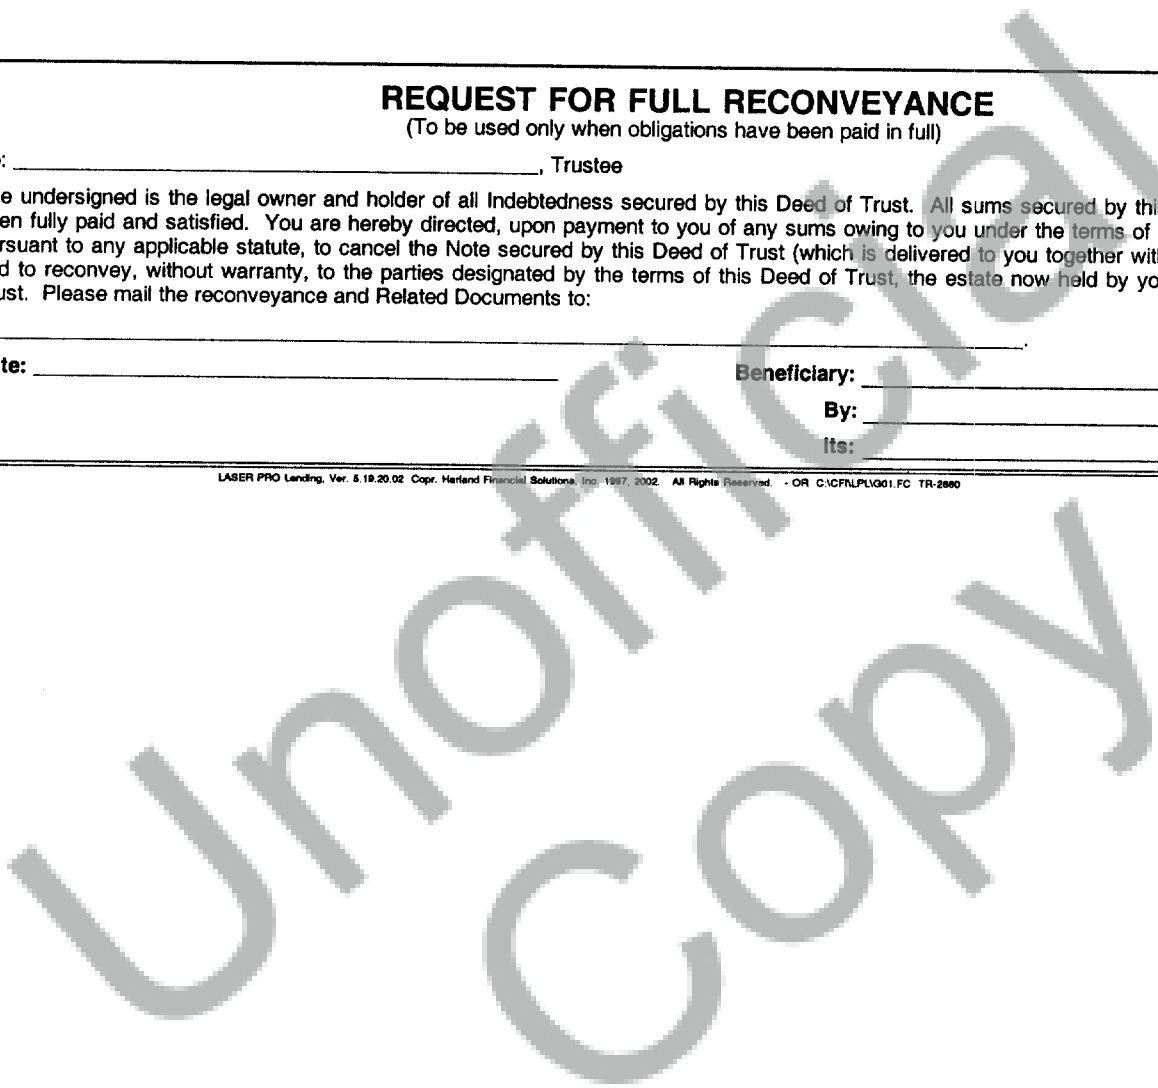 REQUEST FOR FULL RECONVEYANCE
(To be used only when obligations have been paid in full)
: ______________________, Trustee
e undersigned is the legal owner and holder of all Indebtedness secured by this Deed of Trust. All sums secured by thi
en fully paid and satisfied. You are hereby directed, upon payment to you of any sums owing to you under the terms of
rsuant to any applicable statute, to cancel the Note secured by this Deed of Trust (which is delivered to you together wit
d to reconvey, without warranty, to the parties designated by the terms of this Deed of Trust, the estate now held by yo
ust. Please mail the reconveyance and Related Documents to:
te: ______________________ Beneficiary: ______________________
By: ______________________
Its: ______________________
LASER PRO Lending, Ver. 5.19.20.02 Copr. Harland Financial Solutions, Inc. 1997, 2002. All Rights Reserved. - OR C:\CFI\LPL\G01.FC TR-2660
Unofficial
Copy